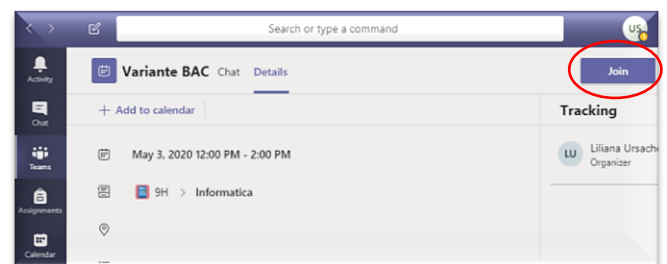 Search or type a command
US
Activity
Chat
Teams
Assignments
Calendar
Variante BAC Chat Details
Join
+ Add to calendar
Tracking
May 3, 2020 12:00 PM - 2:00 PM
LU Liliana Ursache
Organizer
9H > Informatica